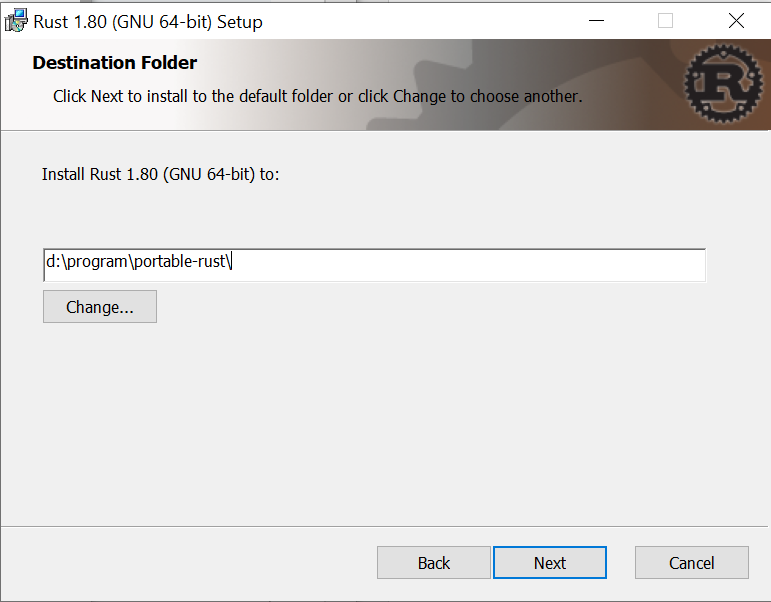 Rust 1.80 (GNU 64-bit) Setup
Destination Folder
Click Next to install to the default folder or click Change to choose another.
R
Install Rust 1.80 (GNU 64-bit) to:
d:\program\portable-rust\
Change...
Back
Next
Cancel